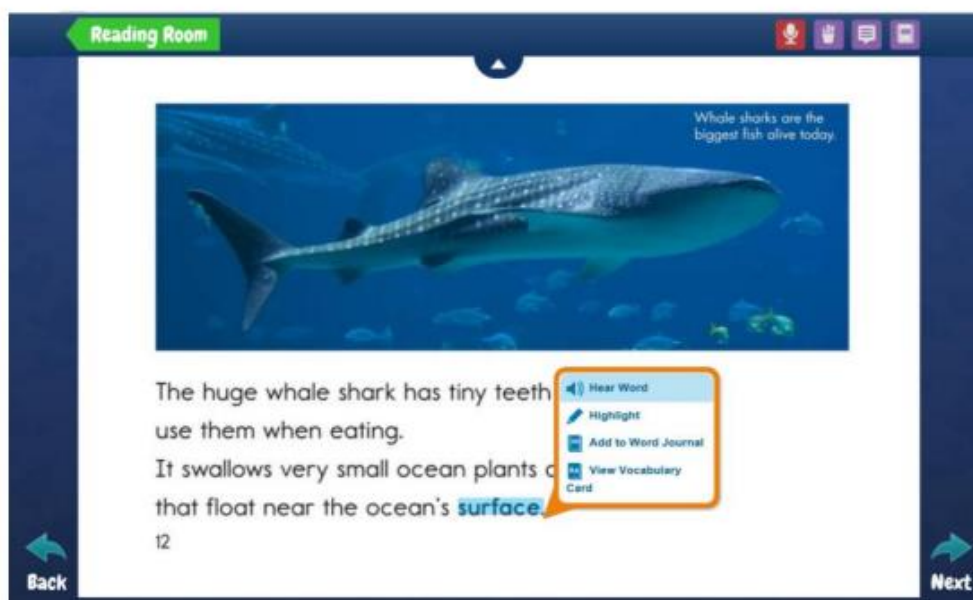 Reading Room
Whale sharks are the
biggest fish alive today.
The huge whale shark has tiny teeth
use them when eating.
It swallows very small ocean plants
that float near the ocean's surface.
12
Hear Word
Highlight
Add to Word Journal
View Vocabulary
Card
Back
Next